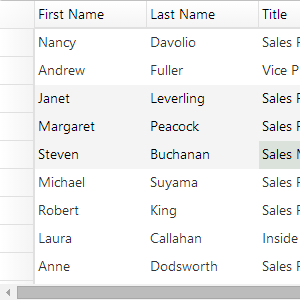 First Name Last Name Title
Nancy Davolio Sales
Andrew Fuller Vice
Janet Leverling Sales
Margaret Peacock Sales
Steven Buchanan Sales
Michael Suyama Sales
Robert King Sales
Laura Callahan Inside
Anne Dodsworth Sales